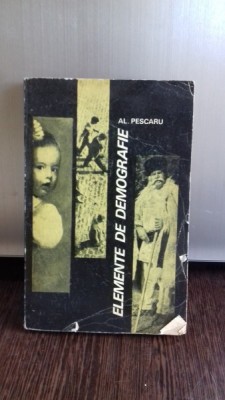 AL. PESCARU
ELEMENTE DE DEMOGRAFIE